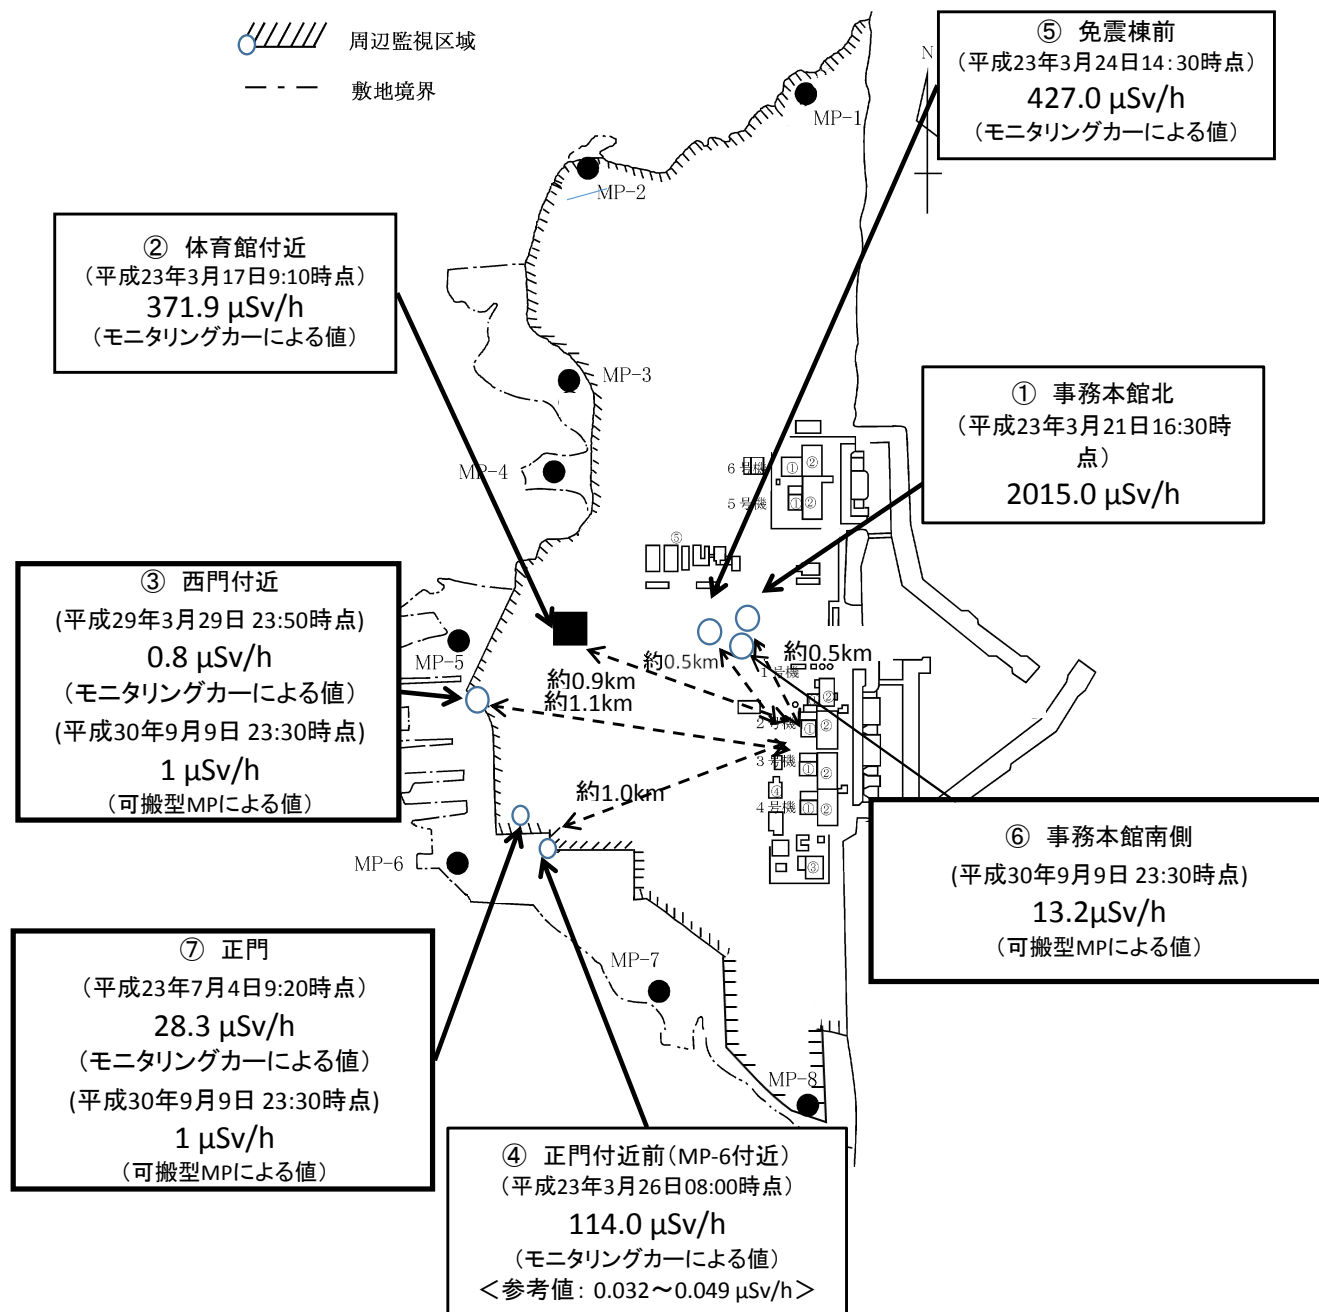 周辺監視区域
敷地境界
⑤ 免震棟前
(平成23年3月24日14:30時点)
427.0 μSv/h
(モニタリングカーによる値)
N
MP-1
MP-2
② 体育館付近
(平成23年3月17日9:10時点)
371.9 μSv/h
(モニタリングカーによる値)
MP-3
① 事務本館北
(平成23年3月21日16:30時
点)
2015.0 μSv/h
MP-4
6号機
①
②
5号機
①
②
⑤
③ 西門付近
(平成29年3月29日 23:50時点)
0.8 μSv/h
(モニタリングカーによる値)
(平成30年9月9日 23:30時点)
1 μSv/h
(可搬型MPによる値)
MP-5
約0.5km
約0.5km
約0.9km
約1.1km
1号機
②
2号機
①
②
3号機
①
②
約1.0km
④
4号機
①
②
③
MP-6
⑥ 事務本館南側
(平成30年9月9日 23:30時点)
13.2μSv/h
(可搬型MPによる値)
⑦ 正門
(平成23年7月4日9:20時点)
28.3 μSv/h
(モニタリングカーによる値)
(平成30年9月9日 23:30時点)
1 μSv/h
(可搬型MPによる値)
MP-7
MP-8
④ 正門付近前(MP-6付近)
(平成23年3月26日08:00時点)
114.0 μSv/h
(モニタリングカーによる値)
<参考値: 0.032~0.049 μSv/h>